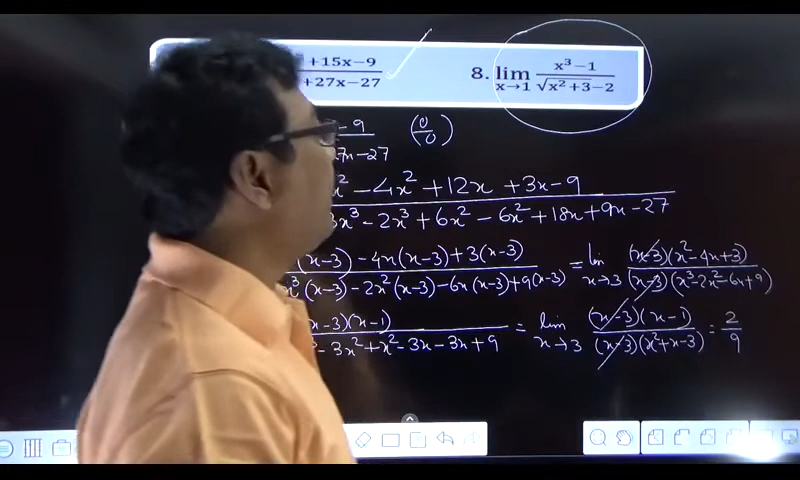 +15x−9
+27x−27
8. lim x→1 (x³−1)/(√(x²+3)−2)
−9 (0/0)
27x−27
x² − 4x² + 12x + 3x − 9
3x³ − 2x³ + 6x² − 6x² + 18x + 9x − 27
(x−3) − 4x(x−3) + 3(x−3)
x³(x−3) − 2x²(x−3) − 6x(x−3) + 9(x−3)
= lim x→3 (x−3)(x²−4x+3)/(x−3)(x³−2x²−6x+9)
x−3)(x−1)
− 3x² + x² − 3x − 3x + 9
= lim x→3 (x−3)(x−1)/(x−3)(x²+x−3) = 2/9